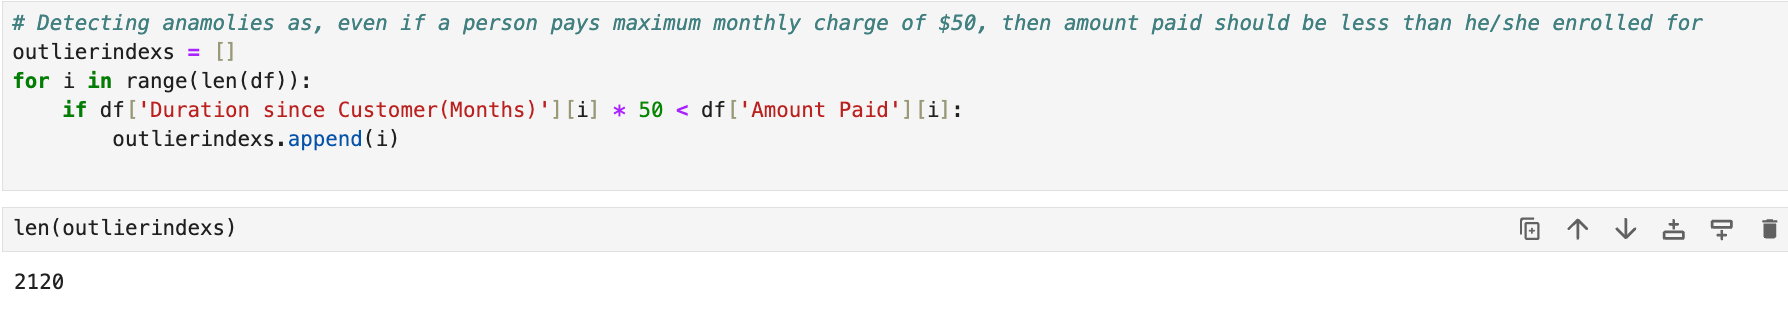 # Detecting anamolies as, even if a person pays maximum monthly charge of $50, then amount paid should be less than he/she enrolled for
outlierindexs = []
for i in range(len(df)):
    if df['Duration since Customer(Months)'][i] * 50 < df['Amount Paid'][i]:
        outlierindexs.append(i)
len(outlierindexs)
2120